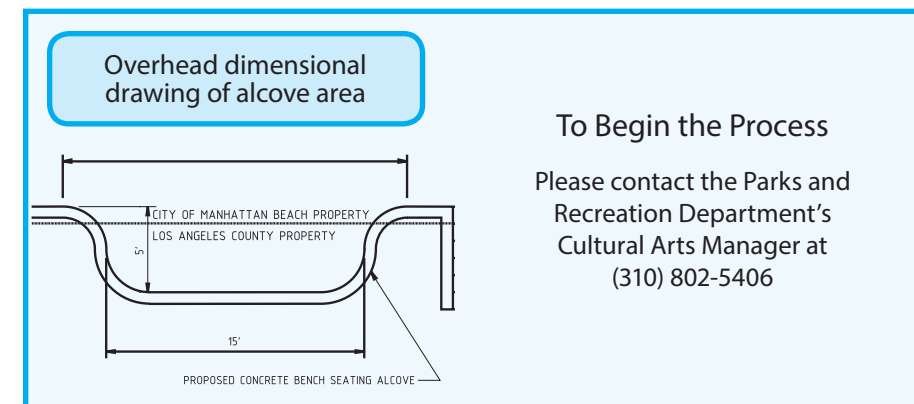 Overhead dimensional
drawing of alcove area
CITY OF MANHATTAN BEACH PROPERTY
LOS ANGELES COUNTY PROPERTY
5'
15'
PROPOSED CONCRETE BENCH SEATING ALCOVE
To Begin the Process
Please contact the Parks and
Recreation Department's
Cultural Arts Manager at
(310) 802-5406